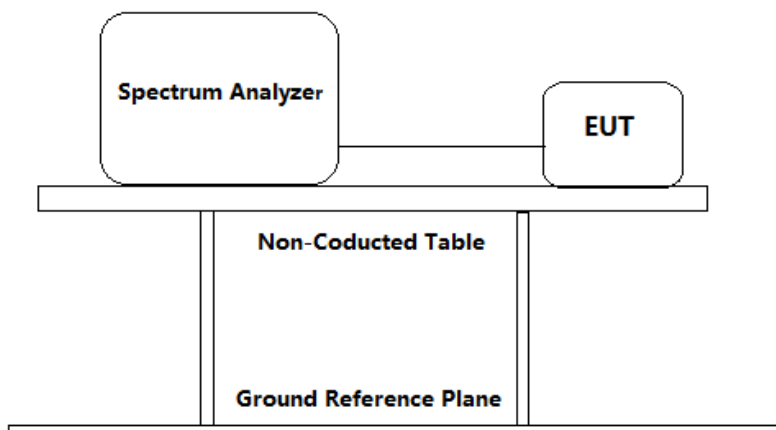 Spectrum Analyzer
EUT
Non-Coducted Table
Ground Reference Plane